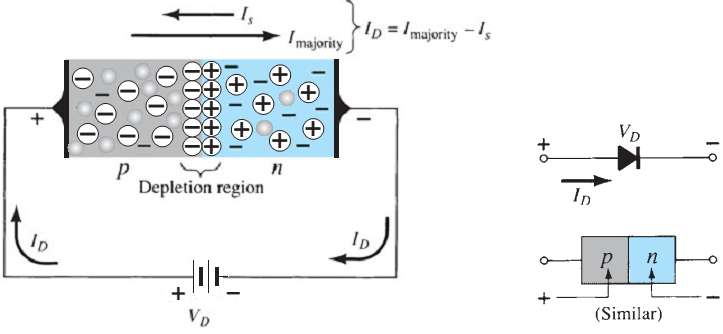 I_s
I_majority
I_D = I_majority – I_s
+ –
p n
Depletion region
I_D I_D
+ –
V_D
V_D
+ –
I_D
p n
+ –
(Similar)